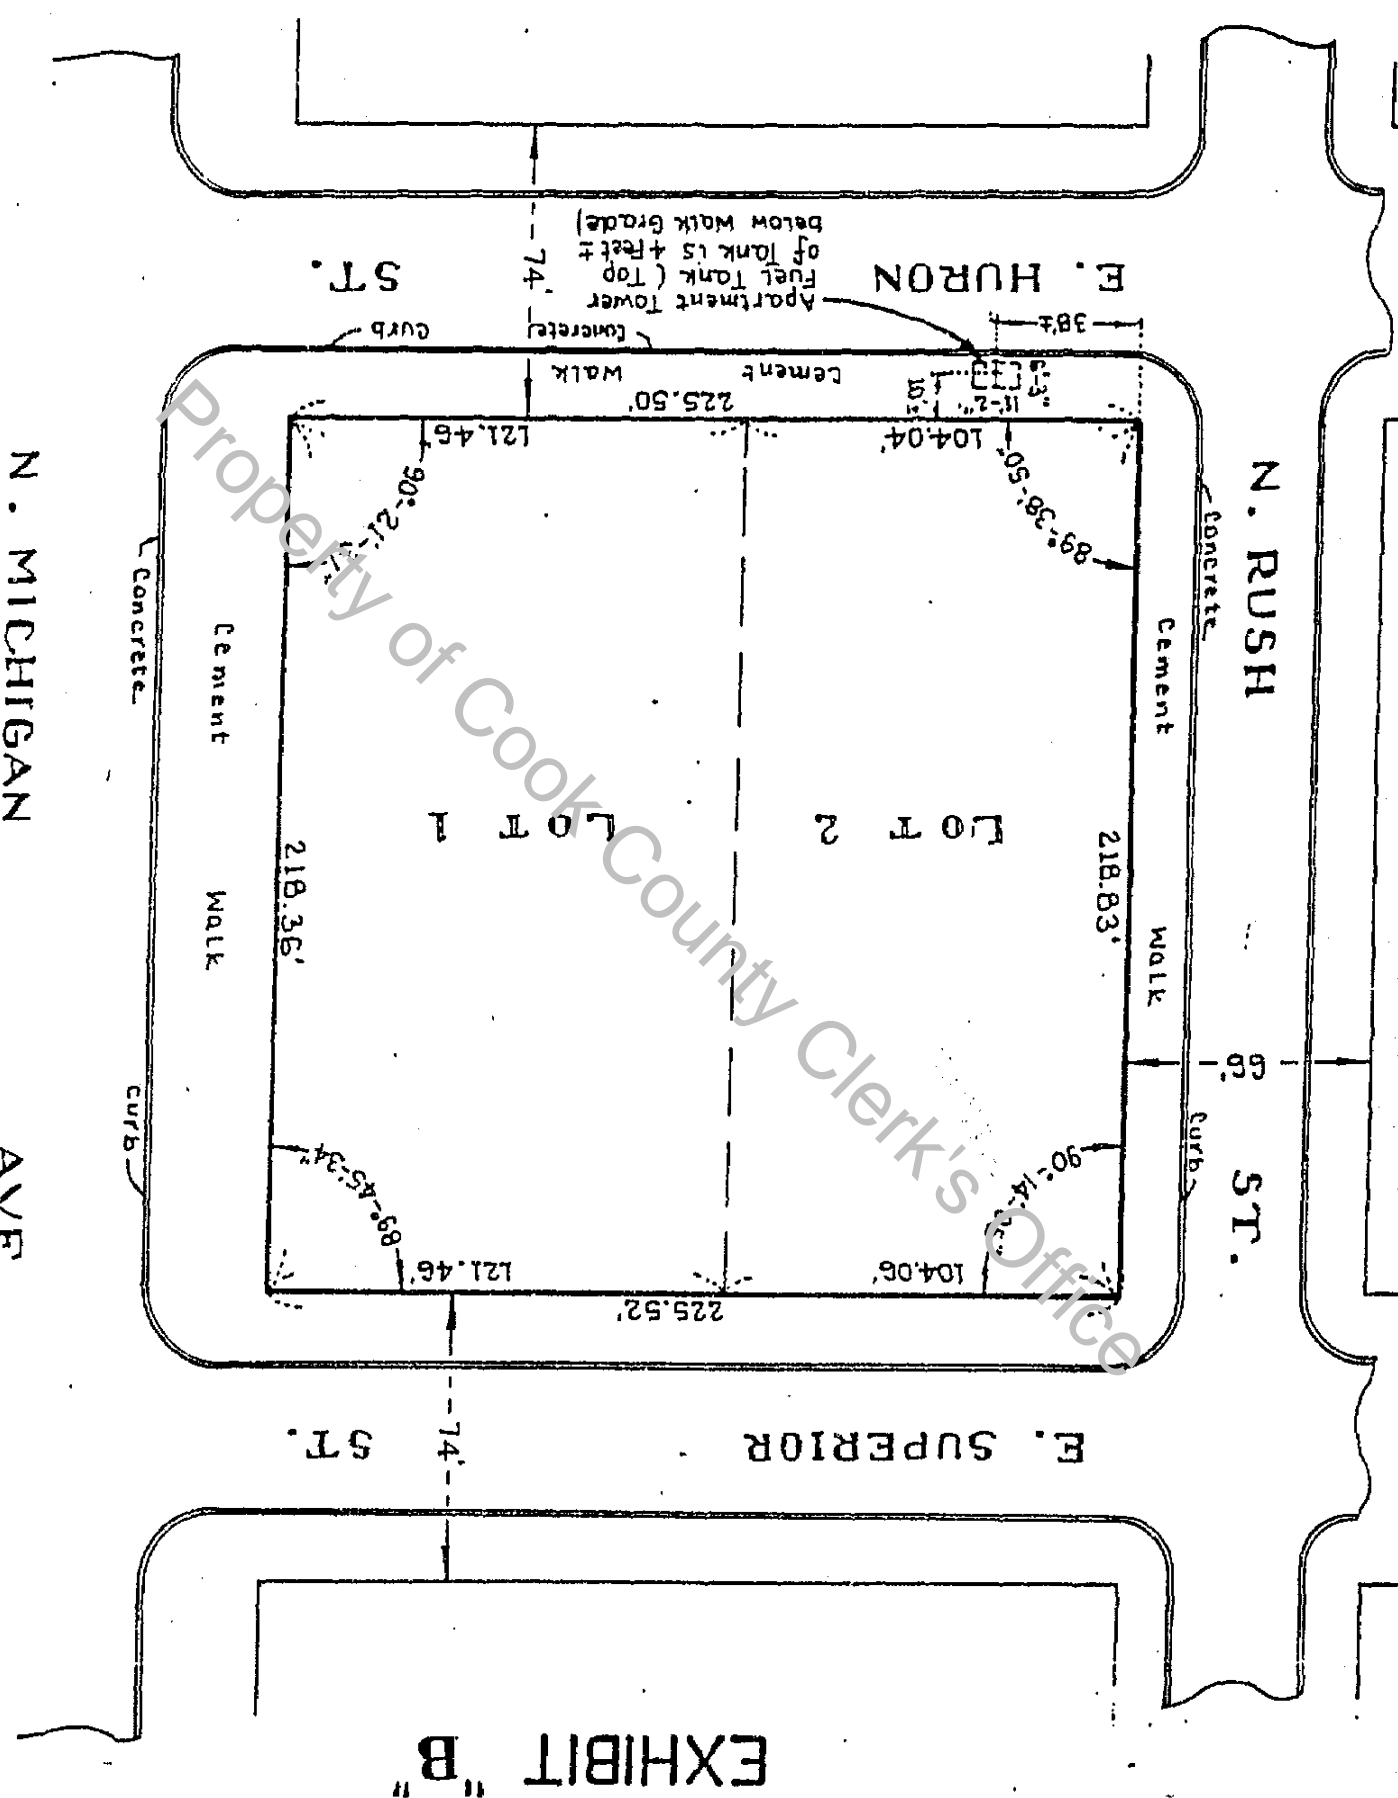 EXHIBIT "B"
E. SUPERIOR ST.
74'
225.52'
104.06'
121.46'
89°-45'-34"
Curb
Curb
66'
N. RUSH ST.
N. MICHIGAN AVE
Cement Walk
Cement Walk
218.83'
218.36'
LOT 2
LOT 1
Concrete
Concrete
89°-38'-50"
104.04'
121.46'
225.50'
11'-2"
Cement Walk
Concrete Curb
38'±
Apartment Tower
Fuel Tank (Top
of Tank is 4 Feet ±
below Walk Grade)
E. HURON ST.
74'
Property of Cook County Clerk's Office